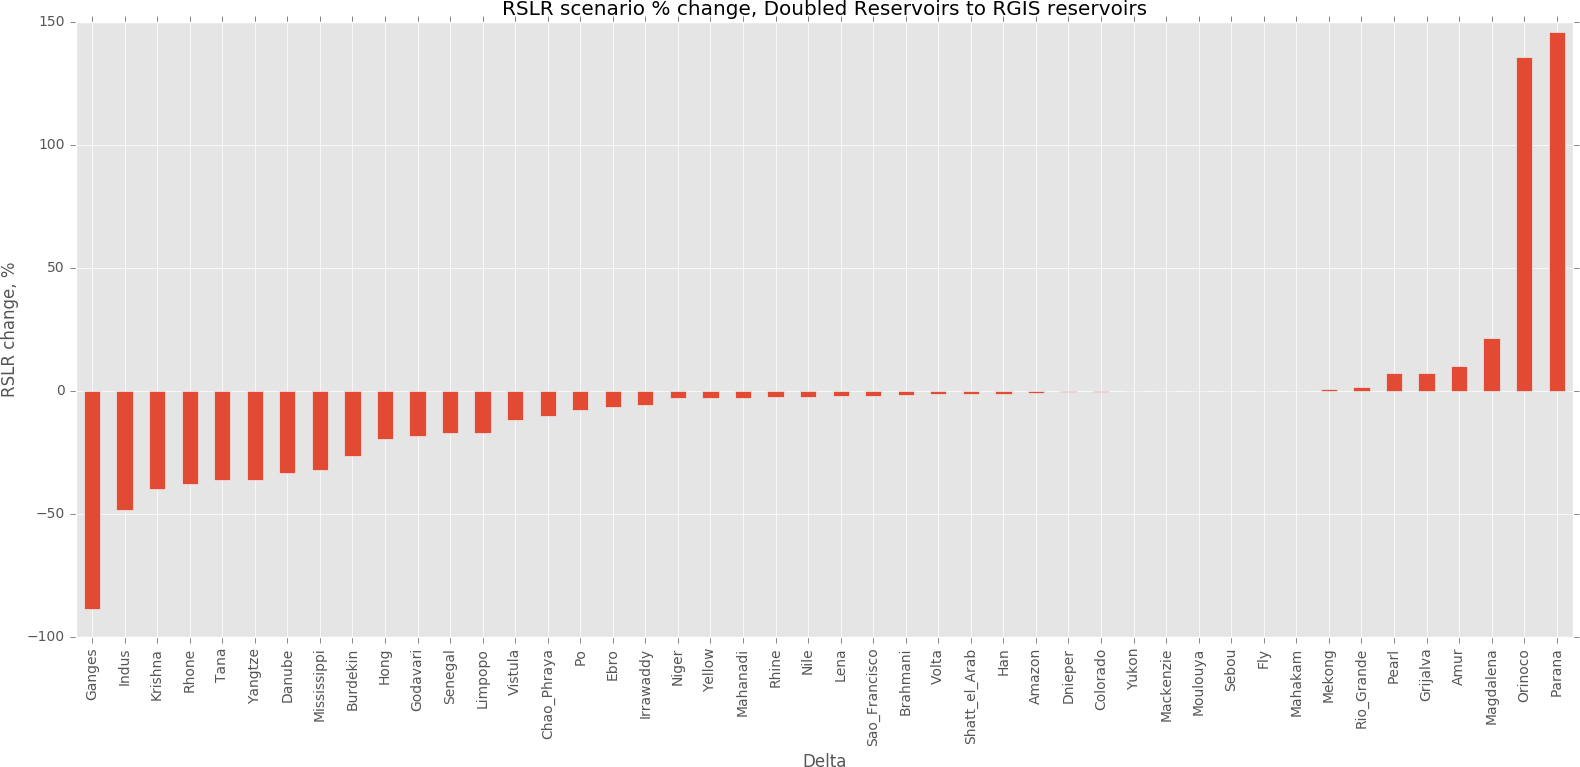 RSLR scenario % change, Doubled Reservoirs to RGIS reservoirs
RSLR change, %
150
100
50
0
−50
−100
Ganges
Indus
Krishna
Rhone
Tana
Yangtze
Danube
Mississippi
Burdekin
Hong
Godavari
Senegal
Limpopo
Vistula
Chao_Phraya
Po
Ebro
Irrawaddy
Niger
Yellow
Mahanadi
Rhine
Nile
Lena
Sao_Francisco
Brahmani
Volta
Shatt_el_Arab
Han
Amazon
Dnieper
Colorado
Yukon
Mackenzie
Moulouya
Sebou
Fly
Mahakam
Mekong
Rio_Grande
Pearl
Grijalva
Amur
Magdalena
Orinoco
Parana
Delta